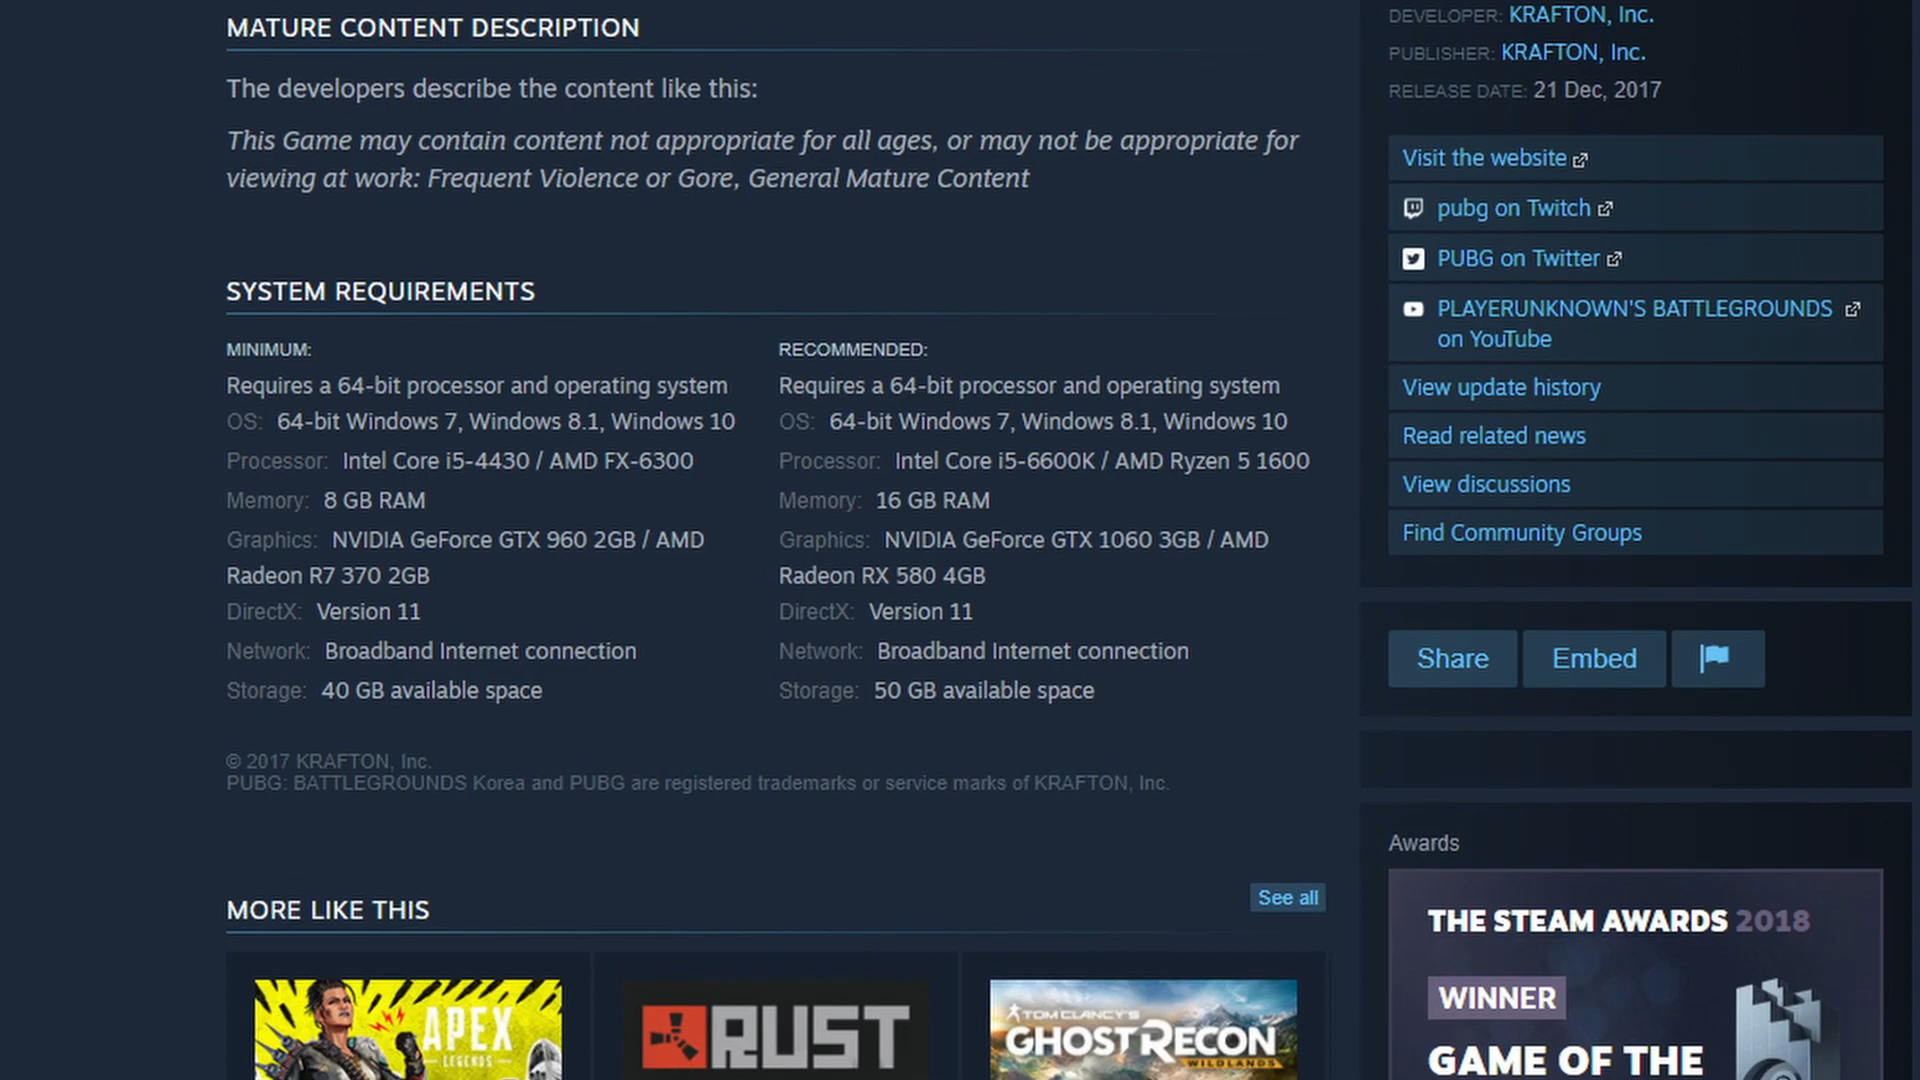 MATURE CONTENT DESCRIPTION
The developers describe the content like this:
This Game may contain content not appropriate for all ages, or may not be appropriate for
viewing at work: Frequent Violence or Gore, General Mature Content
SYSTEM REQUIREMENTS
MINIMUM:
Requires a 64-bit processor and operating system
OS: 64-bit Windows 7, Windows 8.1, Windows 10
Processor: Intel Core i5-4430 / AMD FX-6300
Memory: 8 GB RAM
Graphics: NVIDIA GeForce GTX 960 2GB / AMD
Radeon R7 370 2GB
DirectX: Version 11
Network: Broadband Internet connection
Storage: 40 GB available space
RECOMMENDED:
Requires a 64-bit processor and operating system
OS: 64-bit Windows 7, Windows 8.1, Windows 10
Processor: Intel Core i5-6600K / AMD Ryzen 5 1600
Memory: 16 GB RAM
Graphics: NVIDIA GeForce GTX 1060 3GB / AMD
Radeon RX 580 4GB
DirectX: Version 11
Network: Broadband Internet connection
Storage: 50 GB available space
© 2017 KRAFTON, Inc.
PUBG: BATTLEGROUNDS Korea and PUBG are registered trademarks or service marks of KRAFTON, Inc.
MORE LIKE THIS
See all
APEX
LEGENDS
RUST
TOM CLANCY'S
GHOST RECON
WILDLANDS
DEVELOPER: KRAFTON, Inc.
PUBLISHER: KRAFTON, Inc.
RELEASE DATE: 21 Dec, 2017
Visit the website
pubg on Twitch
PUBG on Twitter
PLAYERUNKNOWN'S BATTLEGROUNDS
on YouTube
View update history
Read related news
View discussions
Find Community Groups
Share
Embed
Awards
THE STEAM AWARDS 2018
WINNER
GAME OF THE